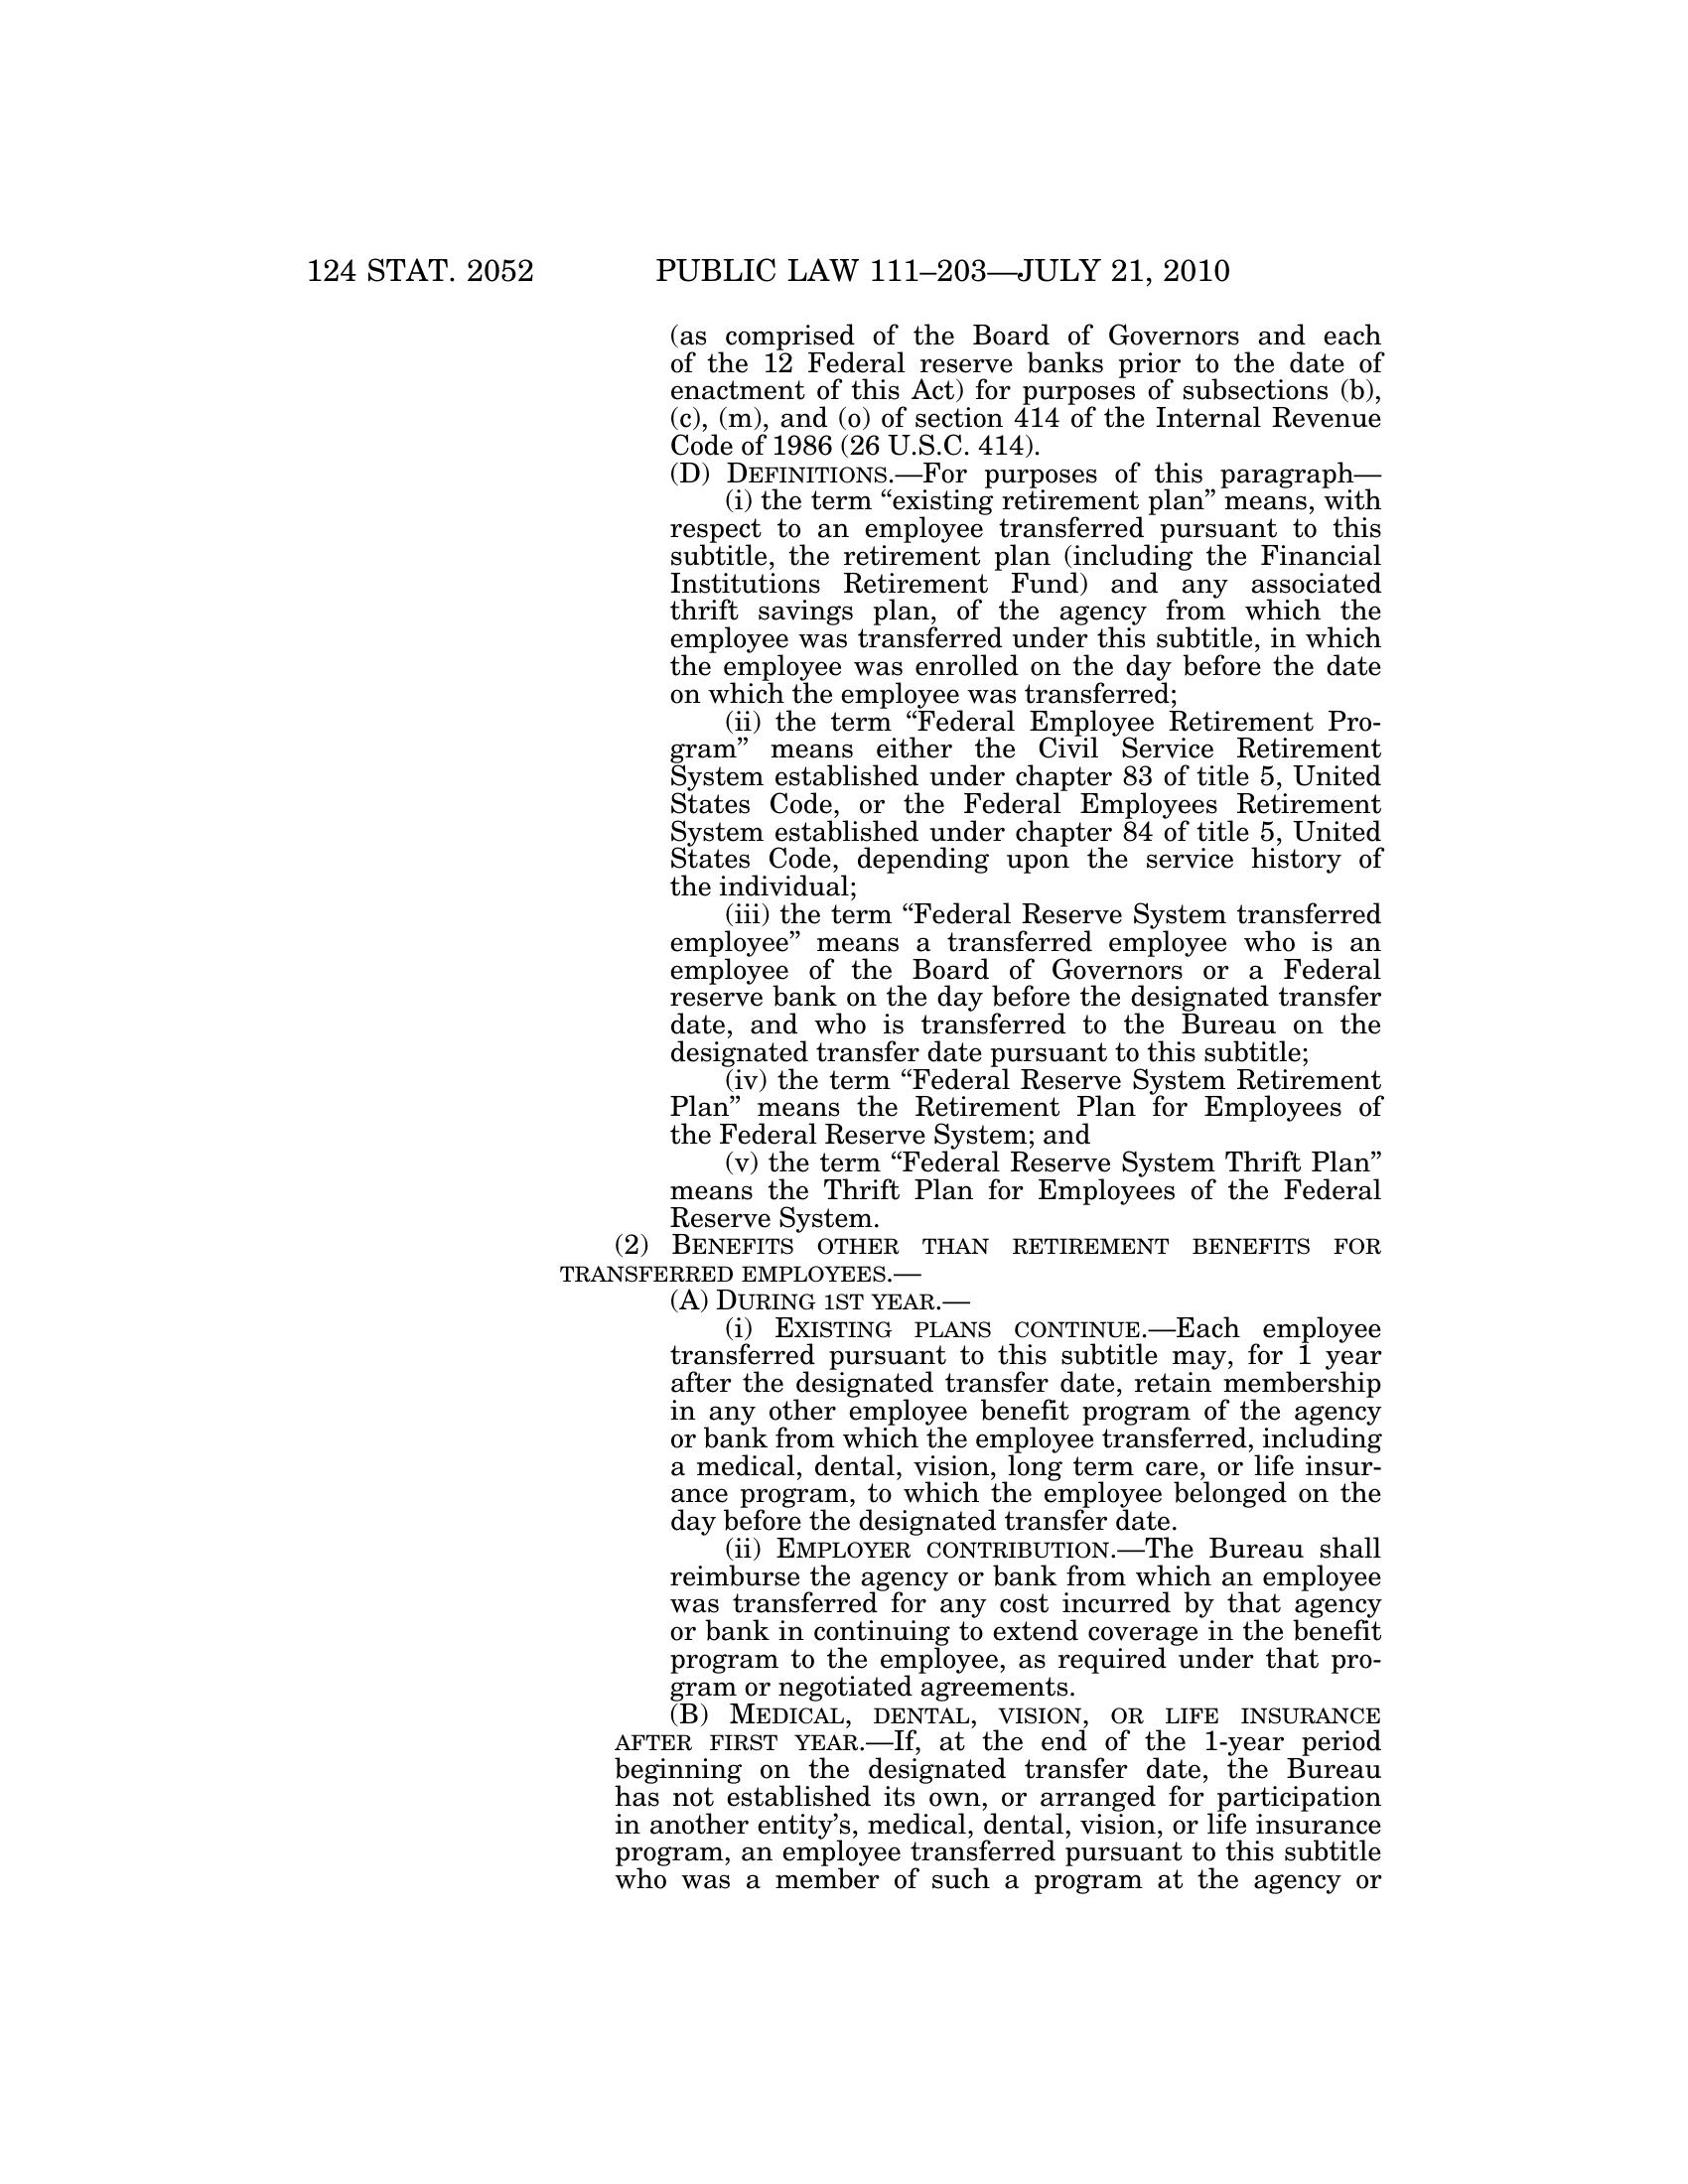 124 STAT. 2052 PUBLIC LAW 111–203—JULY 21, 2010
(as comprised of the Board of Governors and each
of the 12 Federal reserve banks prior to the date of
enactment of this Act) for purposes of subsections (b),
(c), (m), and (o) of section 414 of the Internal Revenue
Code of 1986 (26 U.S.C. 414).
(D) DEFINITIONS.—For purposes of this paragraph—
(i) the term “existing retirement plan” means, with
respect to an employee transferred pursuant to this
subtitle, the retirement plan (including the Financial
Institutions Retirement Fund) and any associated
thrift savings plan, of the agency from which the
employee was transferred under this subtitle, in which
the employee was enrolled on the day before the date
on which the employee was transferred;
(ii) the term “Federal Employee Retirement Pro-
gram” means either the Civil Service Retirement
System established under chapter 83 of title 5, United
States Code, or the Federal Employees Retirement
System established under chapter 84 of title 5, United
States Code, depending upon the service history of
the individual;
(iii) the term “Federal Reserve System transferred
employee” means a transferred employee who is an
employee of the Board of Governors or a Federal
reserve bank on the day before the designated transfer
date, and who is transferred to the Bureau on the
designated transfer date pursuant to this subtitle;
(iv) the term “Federal Reserve System Retirement
Plan” means the Retirement Plan for Employees of
the Federal Reserve System; and
(v) the term “Federal Reserve System Thrift Plan”
means the Thrift Plan for Employees of the Federal
Reserve System.
(2) BENEFITS OTHER THAN RETIREMENT BENEFITS FOR
TRANSFERRED EMPLOYEES.—
(A) DURING 1ST YEAR.—
(i) EXISTING PLANS CONTINUE.—Each employee
transferred pursuant to this subtitle may, for 1 year
after the designated transfer date, retain membership
in any other employee benefit program of the agency
or bank from which the employee transferred, including
a medical, dental, vision, long term care, or life insur-
ance program, to which the employee belonged on the
day before the designated transfer date.
(ii) EMPLOYER CONTRIBUTION.—The Bureau shall
reimburse the agency or bank from which an employee
was transferred for any cost incurred by that agency
or bank in continuing to extend coverage in the benefit
program to the employee, as required under that pro-
gram or negotiated agreements.
(B) MEDICAL, DENTAL, VISION, OR LIFE INSURANCE
AFTER FIRST YEAR.—If, at the end of the 1-year period
beginning on the designated transfer date, the Bureau
has not established its own, or arranged for participation
in another entity’s, medical, dental, vision, or life insurance
program, an employee transferred pursuant to this subtitle
who was a member of such a program at the agency or